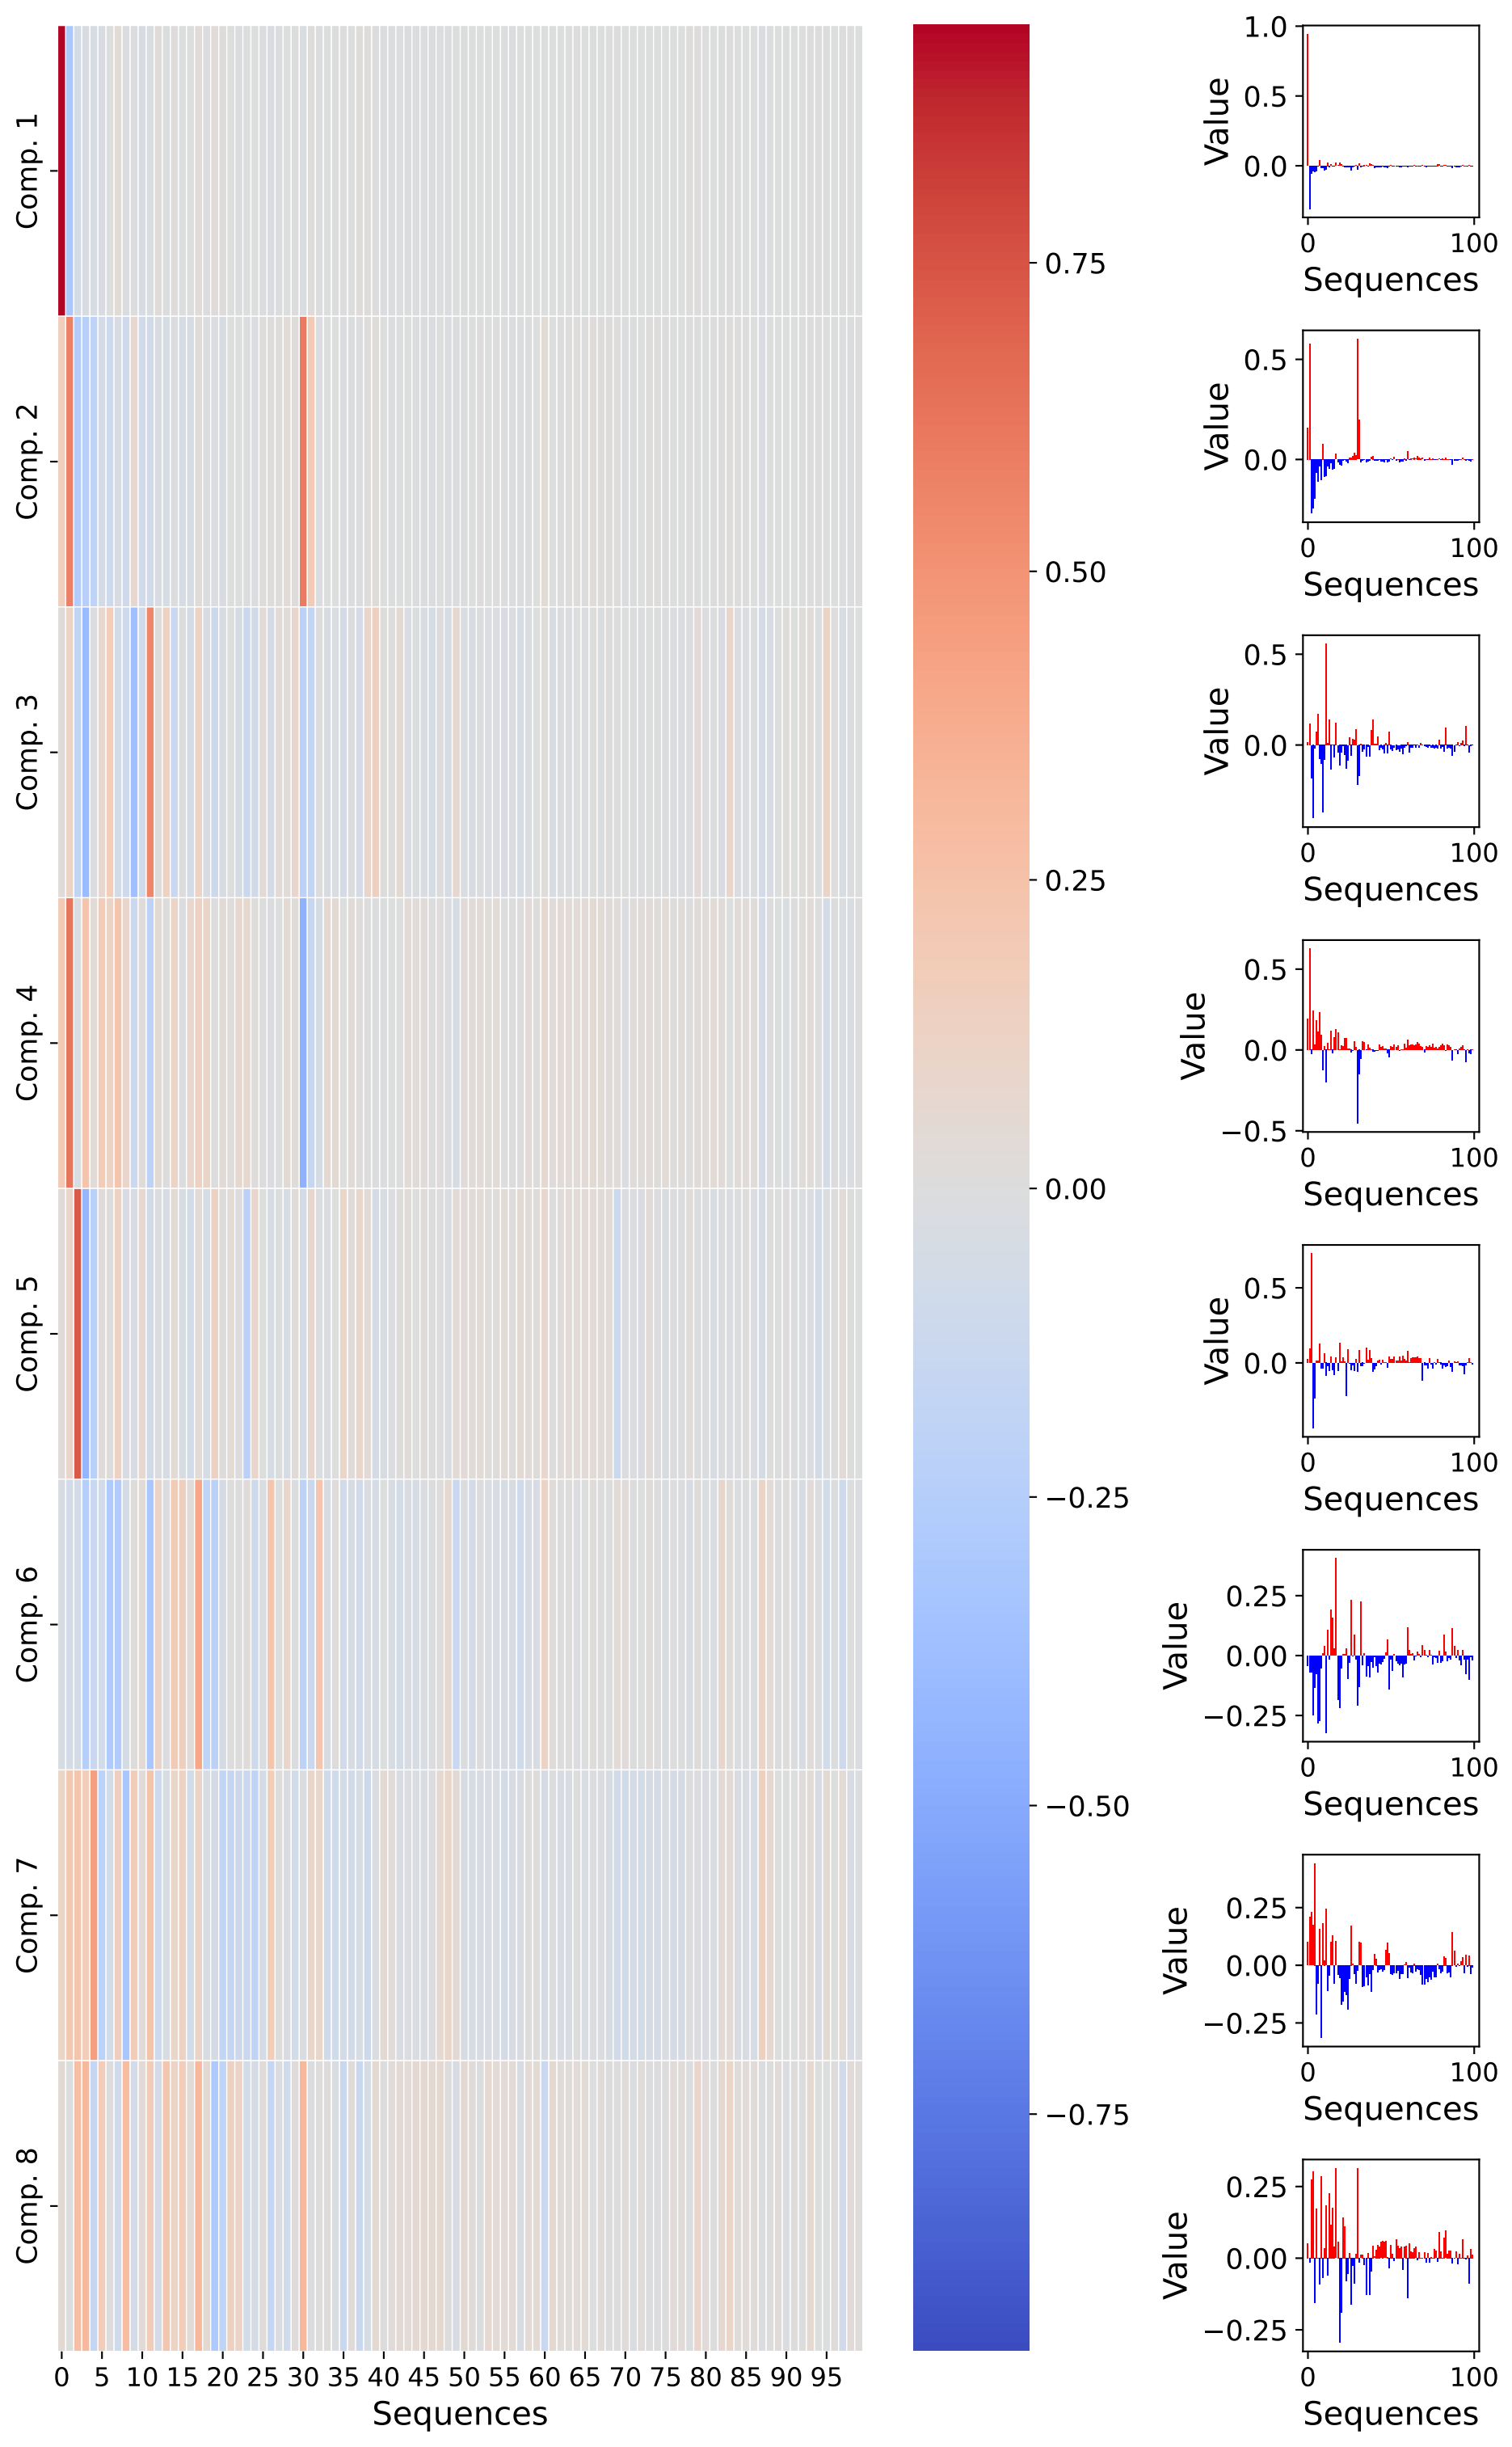 Comp. 1
Comp. 2
Comp. 3
Comp. 4
Comp. 5
Comp. 6
Comp. 7
Comp. 8
0 5 10 15 20 25 30 35 40 45 50 55 60 65 70 75 80 85 90 95
Sequences
0.75
0.50
0.25
0.00
−0.25
−0.50
−0.75
1.0
0.5
0.0
Value
0 100
Sequences
0.5
0.0
Value
0 100
Sequences
0.5
0.0
Value
0 100
Sequences
0.5
0.0
−0.5
Value
0 100
Sequences
0.5
0.0
Value
0 100
Sequences
0.25
0.00
−0.25
Value
0 100
Sequences
0.25
0.00
−0.25
Value
0 100
Sequences
0.25
0.00
−0.25
Value
0 100
Sequences